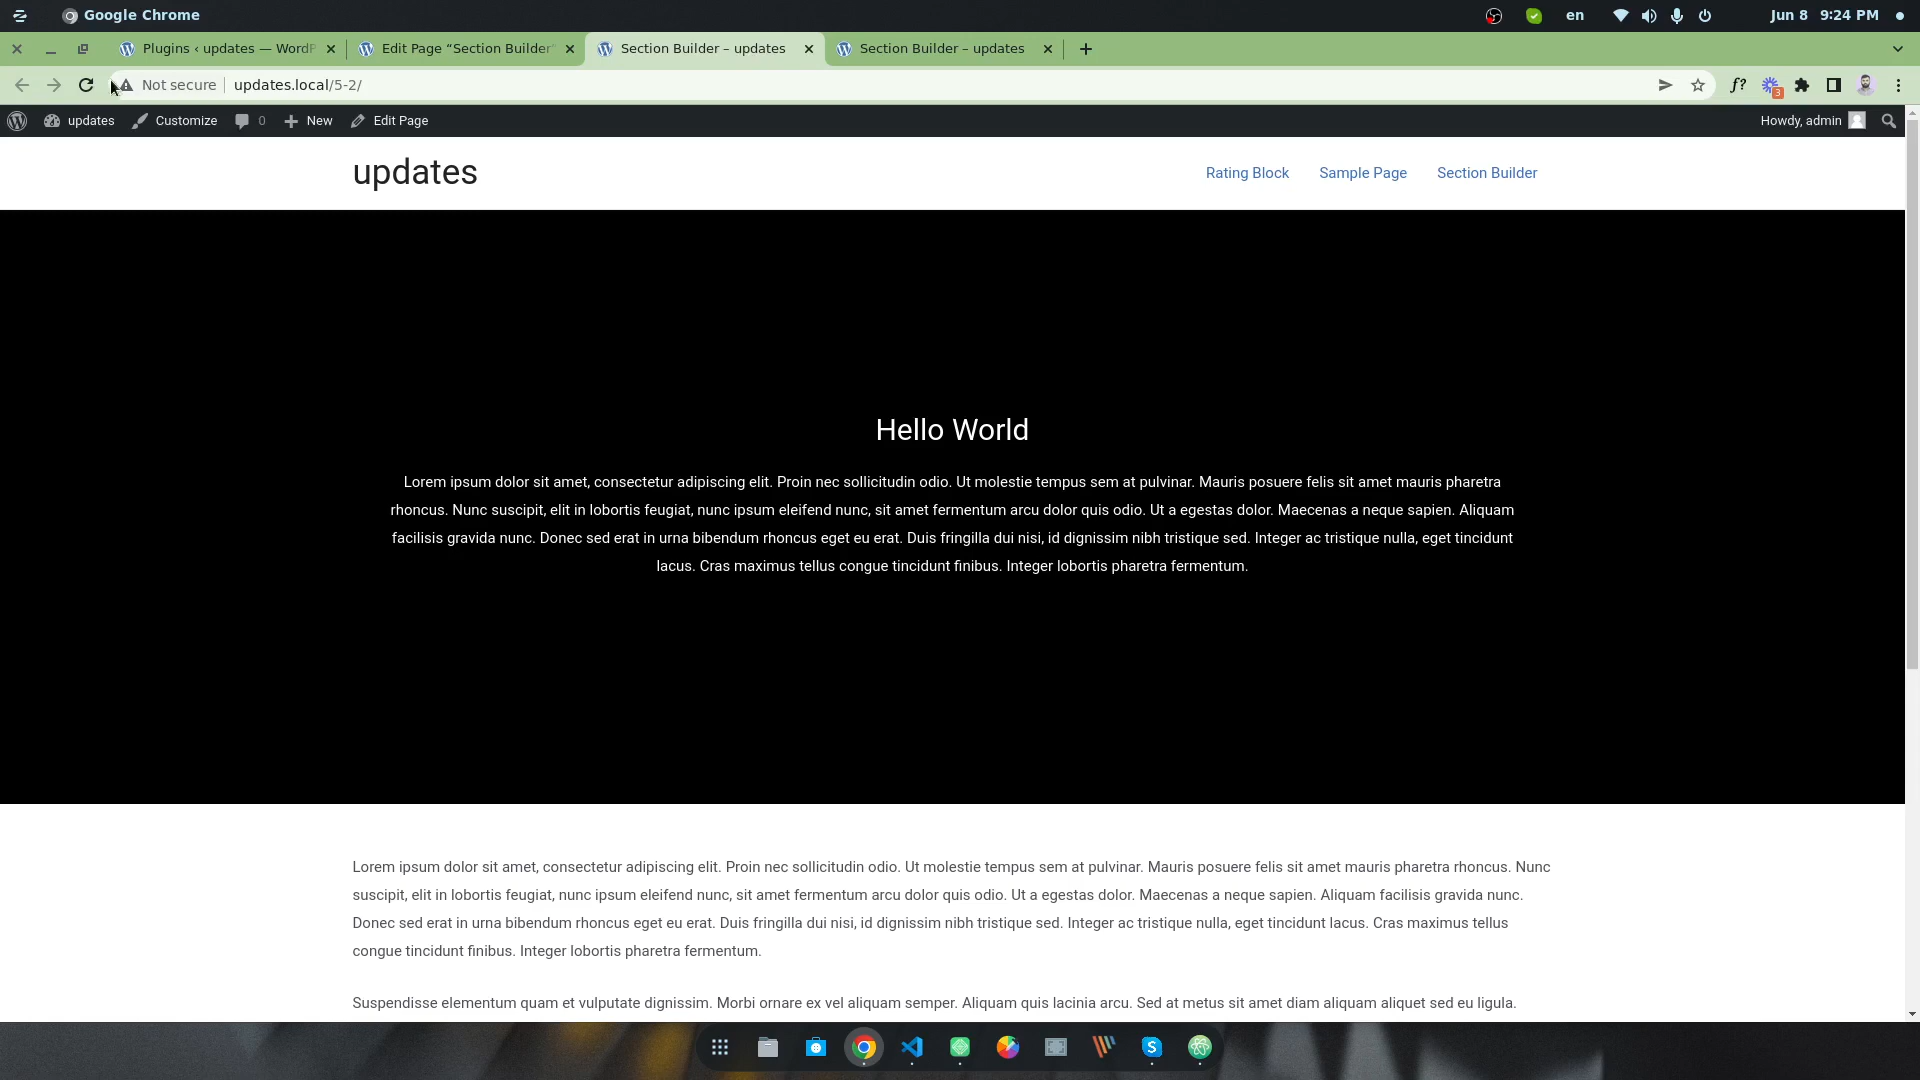 Google Chrome
en
Jun 8 9:24 PM
Plugins ‹ updates — WordP
Edit Page “Section Builder”
Section Builder – updates
Section Builder – updates
Not secure
updates.local/5-2/
f?
3
updates
Customize
0
New
Edit Page
Howdy, admin
updates
Rating Block
Sample Page
Section Builder
Hello World
Lorem ipsum dolor sit amet, consectetur adipiscing elit. Proin nec sollicitudin odio. Ut molestie tempus sem at pulvinar. Mauris posuere felis sit amet mauris pharetra
rhoncus. Nunc suscipit, elit in lobortis feugiat, nunc ipsum eleifend nunc, sit amet fermentum arcu dolor quis odio. Ut a egestas dolor. Maecenas a neque sapien. Aliquam
facilisis gravida nunc. Donec sed erat in urna bibendum rhoncus eget eu erat. Duis fringilla dui nisi, id dignissim nibh tristique sed. Integer ac tristique nulla, eget tincidunt
lacus. Cras maximus tellus congue tincidunt finibus. Integer lobortis pharetra fermentum.
Lorem ipsum dolor sit amet, consectetur adipiscing elit. Proin nec sollicitudin odio. Ut molestie tempus sem at pulvinar. Mauris posuere felis sit amet mauris pharetra rhoncus. Nunc
suscipit, elit in lobortis feugiat, nunc ipsum eleifend nunc, sit amet fermentum arcu dolor quis odio. Ut a egestas dolor. Maecenas a neque sapien. Aliquam facilisis gravida nunc.
Donec sed erat in urna bibendum rhoncus eget eu erat. Duis fringilla dui nisi, id dignissim nibh tristique sed. Integer ac tristique nulla, eget tincidunt lacus. Cras maximus tellus
congue tincidunt finibus. Integer lobortis pharetra fermentum.
Suspendisse elementum quam et vulputate dignissim. Morbi ornare ex vel aliquam semper. Aliquam quis lacinia arcu. Sed at metus sit amet diam aliquam aliquet sed eu ligula.